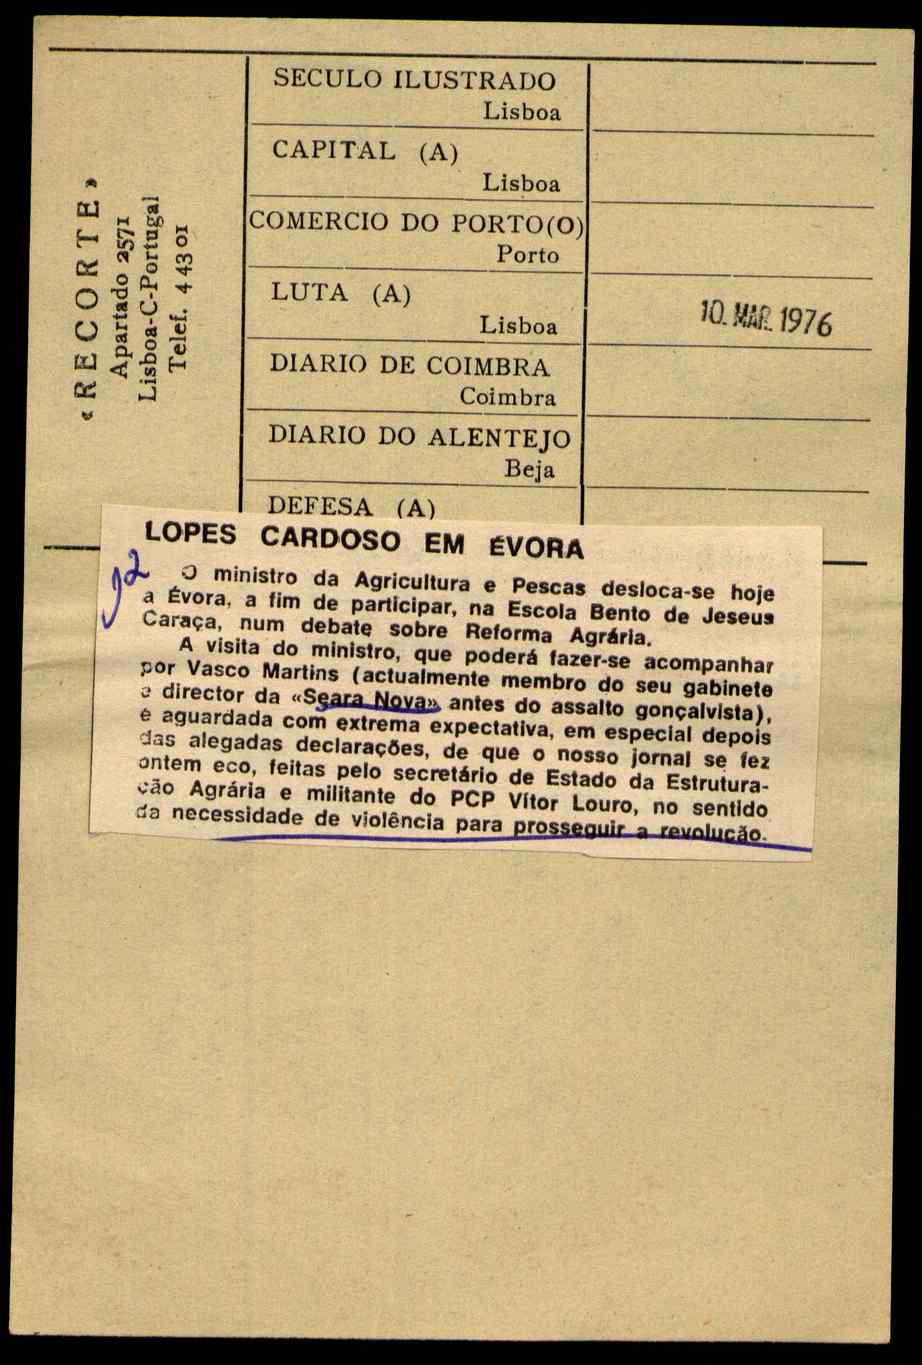 «RECORTE»
Apartado 2571
Lisboa-C-Portugal
Telef. 4 43 01
SECULO ILUSTRADO
Lisboa
CAPITAL (A)
Lisboa
COMERCIO DO PORTO(O)
Porto
LUTA (A)
Lisboa
10. MAR. 1976
DIARIO DE COIMBRA
Coimbra
DIARIO DO ALENTEJO
Beja
DEFESA (A)
LOPES CARDOSO EM ÉVORA
O ministro da Agricultura e Pescas desloca-se hoje
a Évora, a fim de participar, na Escola Bento de Jeseus
Caraça, num debate sobre Reforma Agrária.
A visita do ministro, que poderá fazer-se acompanhar
por Vasco Martins (actualmente membro do seu gabinete
e director da «Seara Nova» antes do assalto gonçalvista),
é aguardada com extrema expectativa, em especial depois
das alegadas declarações, de que o nosso jornal se fez
ontem eco, feitas pelo secretário de Estado da Estrutura-
ção Agrária e militante do PCP Vítor Louro, no sentido
da necessidade de violência para prosseguir a revolução.